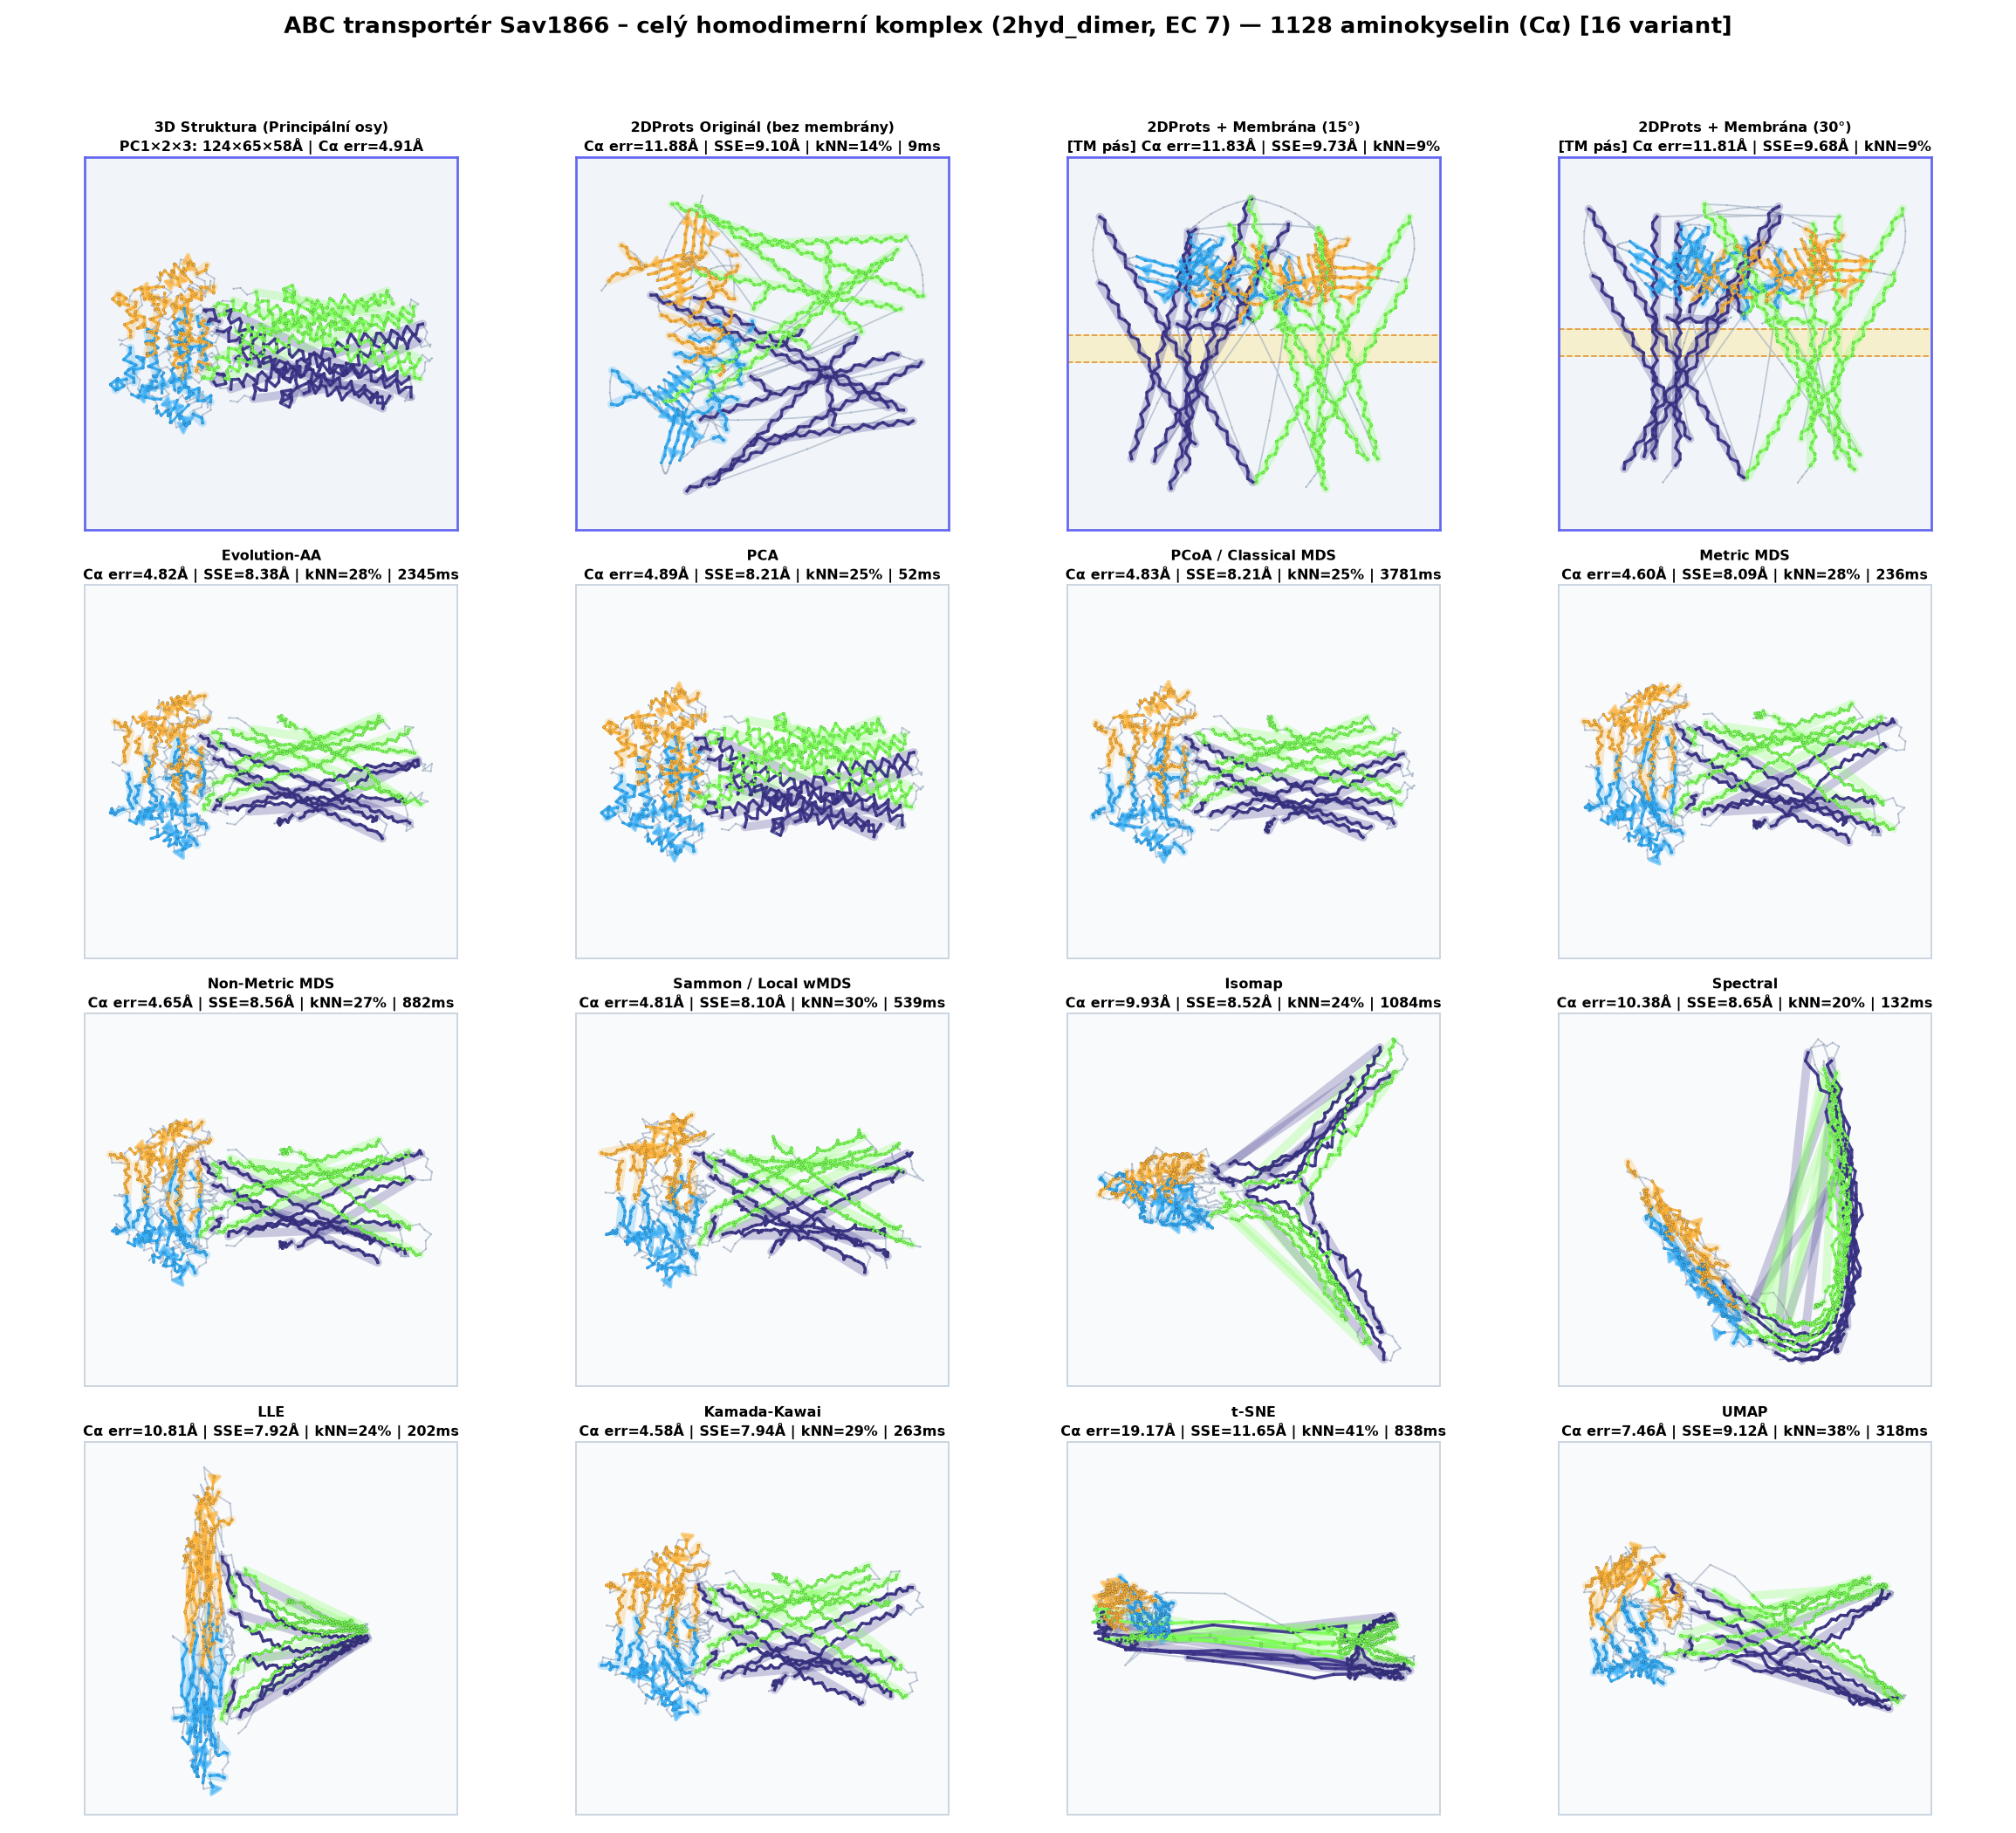 ABC transportér Sav1866 – celý homodimerní komplex (2hyd_dimer, EC 7) — 1128 aminokyselin (Cα) [16 variant]
3D Struktura (Principální osy)
PC1×2×3: 124×65×58Å | Cα err=4.91Å
2DProts Originál (bez membrány)
Cα err=11.88Å | SSE=9.10Å | kNN=14% | 9ms
2DProts + Membrána (15°)
[TM pás] Cα err=11.83Å | SSE=9.73Å | kNN=9%
2DProts + Membrána (30°)
[TM pás] Cα err=11.81Å | SSE=9.68Å | kNN=9%
Evolution-AA
Cα err=4.82Å | SSE=8.38Å | kNN=28% | 2345ms
PCA
Cα err=4.89Å | SSE=8.21Å | kNN=25% | 52ms
PCoA / Classical MDS
Cα err=4.83Å | SSE=8.21Å | kNN=25% | 3781ms
Metric MDS
Cα err=4.60Å | SSE=8.09Å | kNN=28% | 236ms
Non-Metric MDS
Cα err=4.65Å | SSE=8.56Å | kNN=27% | 882ms
Sammon / Local wMDS
Cα err=4.81Å | SSE=8.10Å | kNN=30% | 539ms
Isomap
Cα err=9.93Å | SSE=8.52Å | kNN=24% | 1084ms
Spectral
Cα err=10.38Å | SSE=8.65Å | kNN=20% | 132ms
LLE
Cα err=10.81Å | SSE=7.92Å | kNN=24% | 202ms
Kamada-Kawai
Cα err=4.58Å | SSE=7.94Å | kNN=29% | 263ms
t-SNE
Cα err=19.17Å | SSE=11.65Å | kNN=41% | 838ms
UMAP
Cα err=7.46Å | SSE=9.12Å | kNN=38% | 318ms